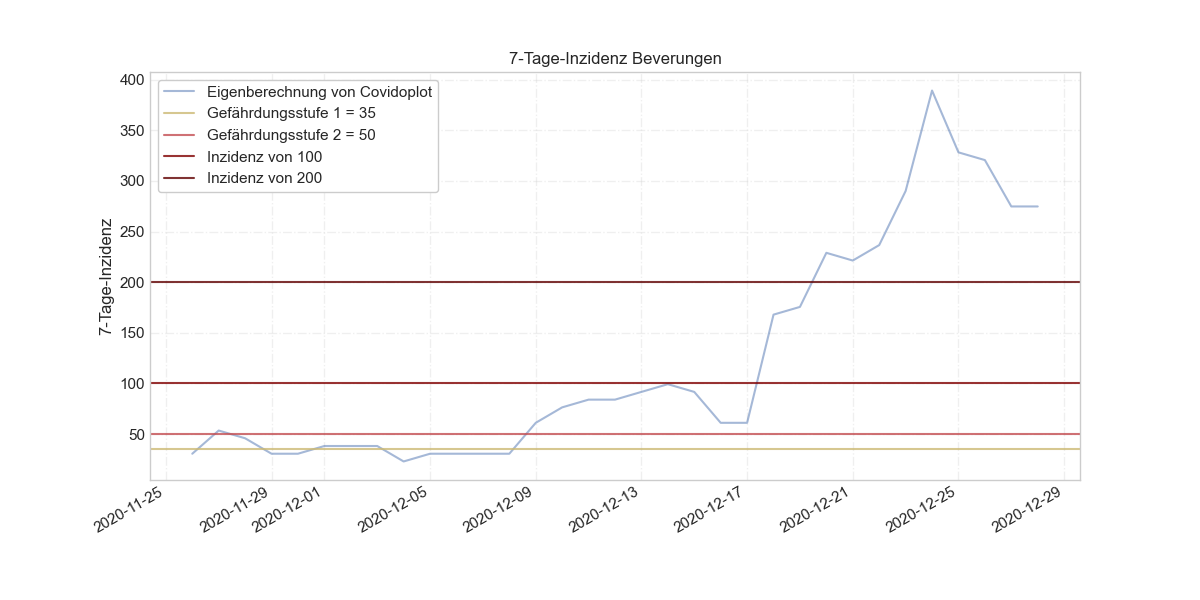 7-Tage-Inzidenz Beverungen
Eigenberechnung von Covidoplot
Gefährdungsstufe 1 = 35
Gefährdungsstufe 2 = 50
Inzidenz von 100
Inzidenz von 200
7-Tage-Inzidenz
400
350
300
250
200
150
100
50
2020-11-25
2020-11-29
2020-12-01
2020-12-05
2020-12-09
2020-12-13
2020-12-17
2020-12-21
2020-12-25
2020-12-29